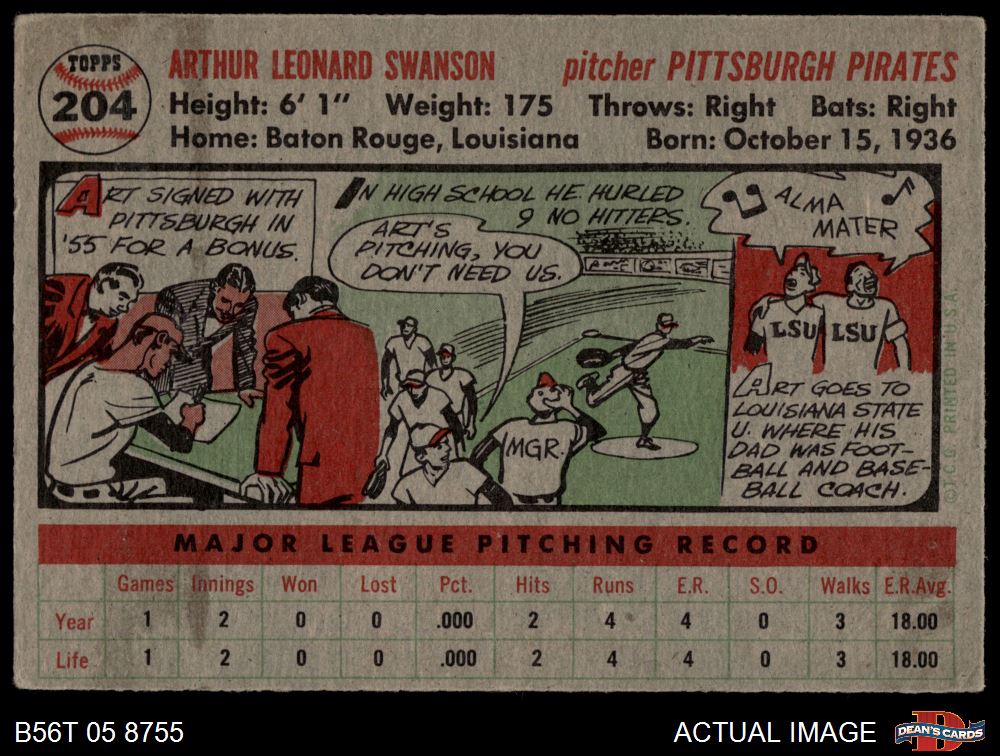 TOPPS
204
ARTHUR LEONARD SWANSON pitcher PITTSBURGH PIRATES
Height: 6' 1" Weight: 175 Throws: Right Bats: Right
Home: Baton Rouge, Louisiana Born: October 15, 1936
ART SIGNED WITH
PITTSBURGH IN
'55 FOR A BONUS.
IN HIGH SCHOOL HE HURLED
9 NO HITTERS.
ART'S
PITCHING, YOU
DON'T NEED US.
MGR.
ALMA
MATER
LSU LSU
ART GOES TO
LOUISIANA STATE
U. WHERE HIS
DAD WAS FOOT-
BALL AND BASE-
BALL COACH.
©T.C.G. PRINTED IN U.S.A.
MAJOR LEAGUE PITCHING RECORD
Games Innings Won Lost Pct. Hits Runs E.R. S.O. Walks E.R.Avg.
Year 1 2 0 0 .000 2 4 4 0 3 18.00
Life 1 2 0 0 .000 2 4 4 0 3 18.00
B56T 05 8755 ACTUAL IMAGE
DEAN'S CARDS